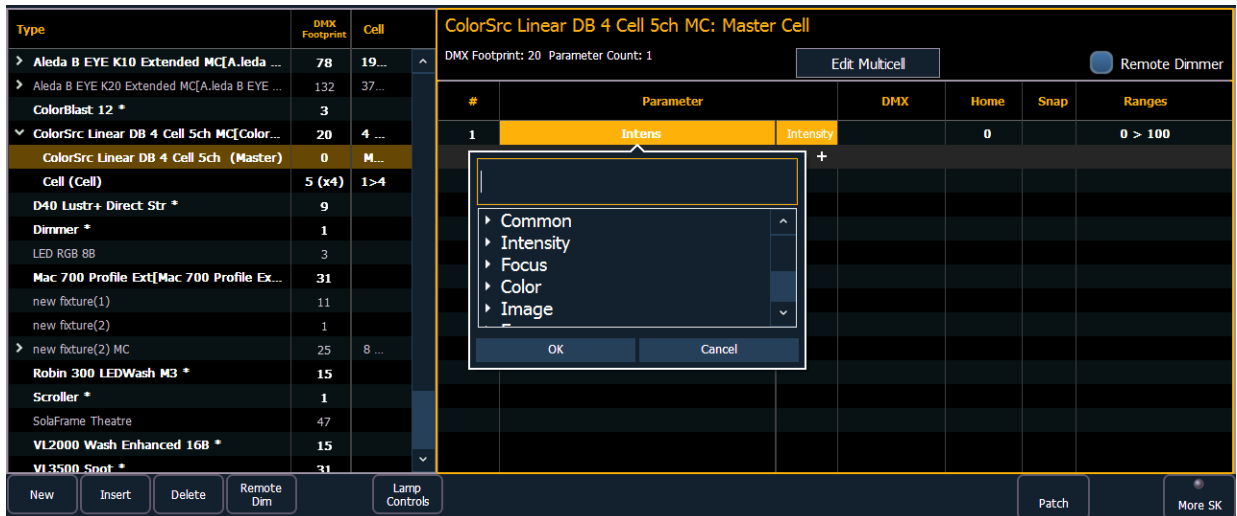 Type DMX Footprint Cell
> Aleda B EYE K10 Extended MC[A.leda ... 78 19...
> Aleda B EYE K20 Extended MC[A.leda B EYE ... 132 37...
ColorBlast 12 * 3
ColorSrc Linear DB 4 Cell 5ch MC[Color... 20 4 ...
ColorSrc Linear DB 4 Cell 5ch (Master) 0 M...
Cell (Cell) 5 (x4) 1>4
D40 Lustr+ Direct Str * 9
Dimmer * 1
LED RGB 8B 3
Mac 700 Profile Ext[Mac 700 Profile Ex... 31
new fixture(1) 11
new fixture(2) 1
> new fixture(2) MC 25 8 ...
Robin 300 LEDWash M3 * 15
Scroller * 1
SolaFrame Theatre 47
VL2000 Wash Enhanced 16B * 15
VL3500 Spot * 31
ColorSrc Linear DB 4 Cell 5ch MC: Master Cell
DMX Footprint: 20 Parameter Count: 1
Edit Multicell
Remote Dimmer
# Parameter DMX Home Snap Ranges
1 Intens Intensity 0 0 > 100
+
Common
Intensity
Focus
Color
Image
OK Cancel
New Insert Delete Remote Dim Lamp Controls Patch More SK